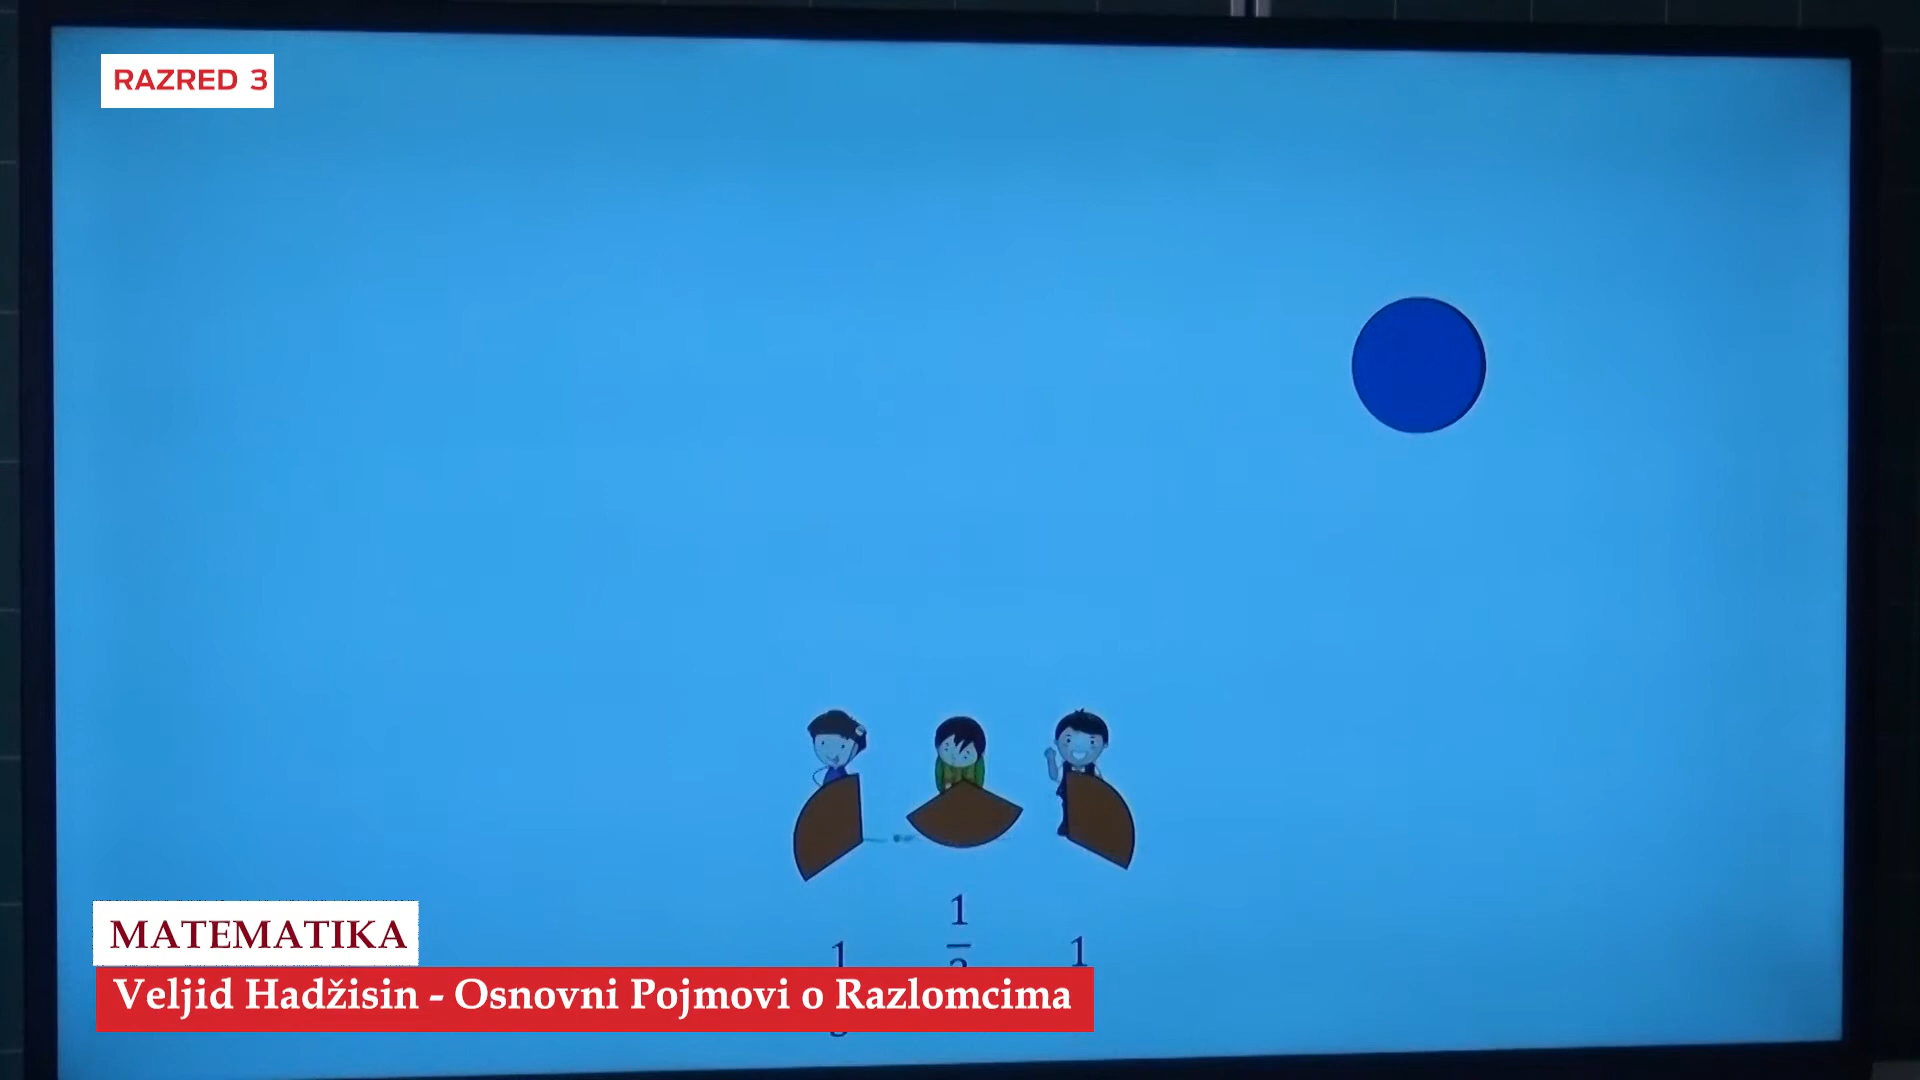 RAZRED 3
1
1
1
MATEMATIKA
Veljid Hadžisin - Osnovni Pojmovi o Razlomcima